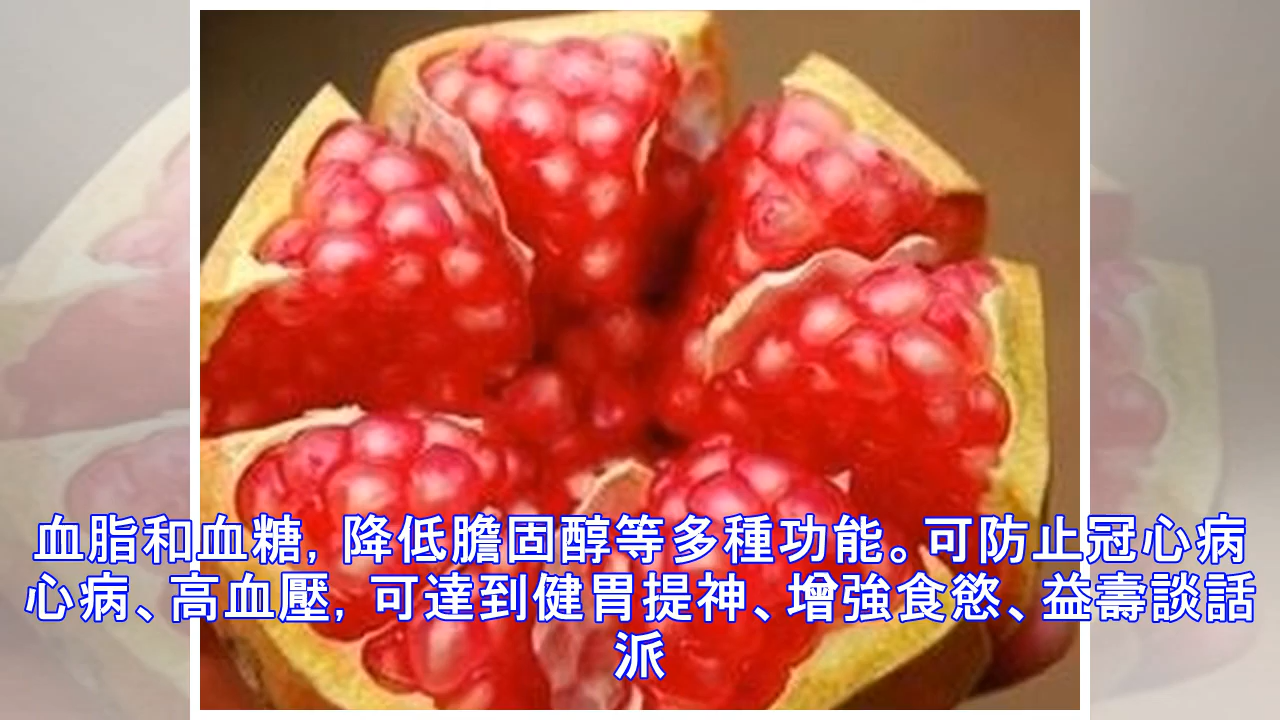 血脂和血糖,降低膽固醇等多種功能。可防止冠心病
心病、高血壓,可達到健胃提神、增強食慾、益壽談話
派